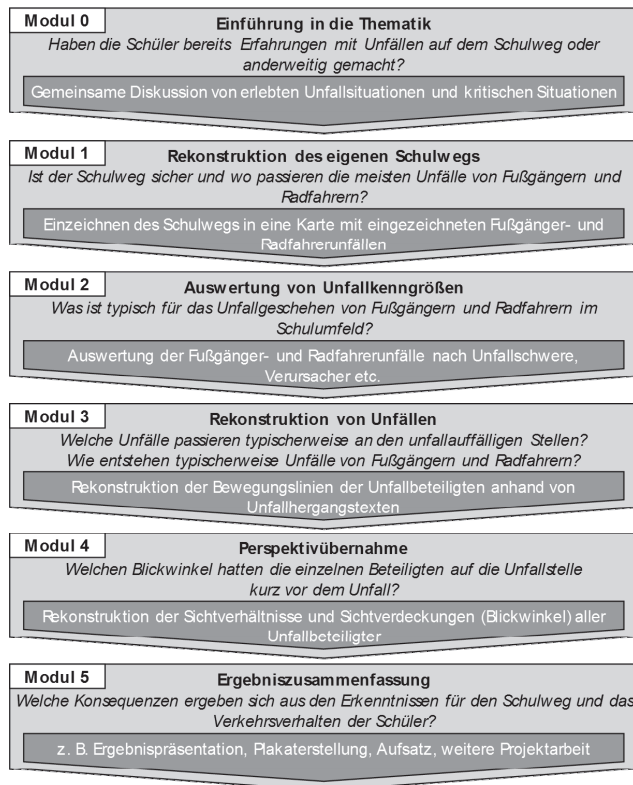 Modul 0
Einführung in die Thematik
Haben die Schüler bereits Erfahrungen mit Unfällen auf dem Schulweg oder
anderweitig gemacht?
Gemeinsame Diskussion von erlebten Unfallsituationen und kritischen Situationen
Modul 1
Rekonstruktion des eigenen Schulwegs
Ist der Schulweg sicher und wo passieren die meisten Unfälle von Fußgängern und
Radfahrern?
Einzeichnen des Schulwegs in eine Karte mit eingezeichneten Fußgänger- und
Radfahrerunfällen
Modul 2
Auswertung von Unfallkenngrößen
Was ist typisch für das Unfallgeschehen von Fußgängern und Radfahrern im
Schulumfeld?
Auswertung der Fußgänger- und Radfahrerunfälle nach Unfallschwere,
Verursacher etc.
Modul 3
Rekonstruktion von Unfällen
Welche Unfälle passieren typischerweise an den unfallauffälligen Stellen?
Wie entstehen typischerweise Unfälle von Fußgängern und Radfahrern?
Rekonstruktion der Bewegungslinien der Unfallbeteiligten anhand von
Unfallhergangstexten
Modul 4
Perspektivübernahme
Welchen Blickwinkel hatten die einzelnen Beteiligten auf die Unfallstelle
kurz vor dem Unfall?
Rekonstruktion der Sichtverhältnisse und Sichtverdeckungen (Blickwinkel) aller
Unfallbeteiligter
Modul 5
Ergebniszusammenfassung
Welche Konsequenzen ergeben sich aus den Erkenntnissen für den Schulweg und das
Verkehrsverhalten der Schüler?
z. B. Ergebnispräsentation, Plakaterstellung, Aufsatz, weitere Projektarbeit